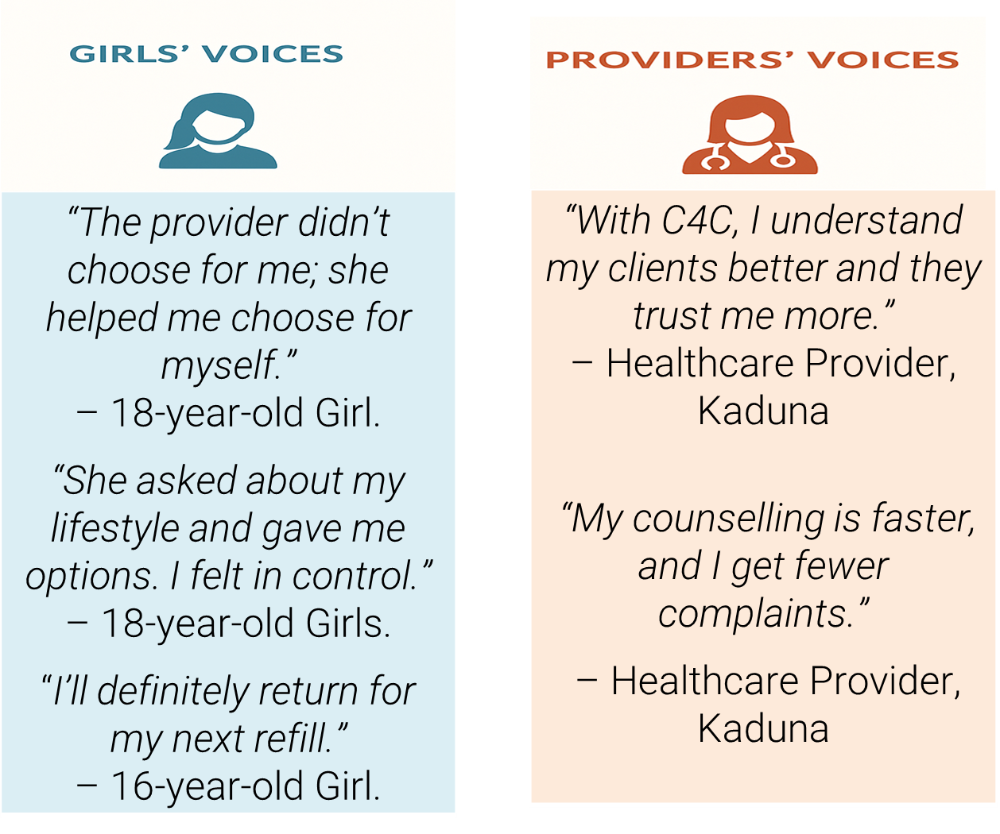 GIRLS’ VOICES
“The provider didn’t
choose for me; she
helped me choose for
myself.”
– 18-year-old Girl.
“She asked about my
lifestyle and gave me
options. I felt in control.”
– 18-year-old Girls.
“I’ll definitely return for
my next refill.”
– 16-year-old Girl.
PROVIDERS’ VOICES
“With C4C, I understand
my clients better and they
trust me more.”
– Healthcare Provider,
Kaduna
“My counselling is faster,
and I get fewer
complaints.”
– Healthcare Provider,
Kaduna